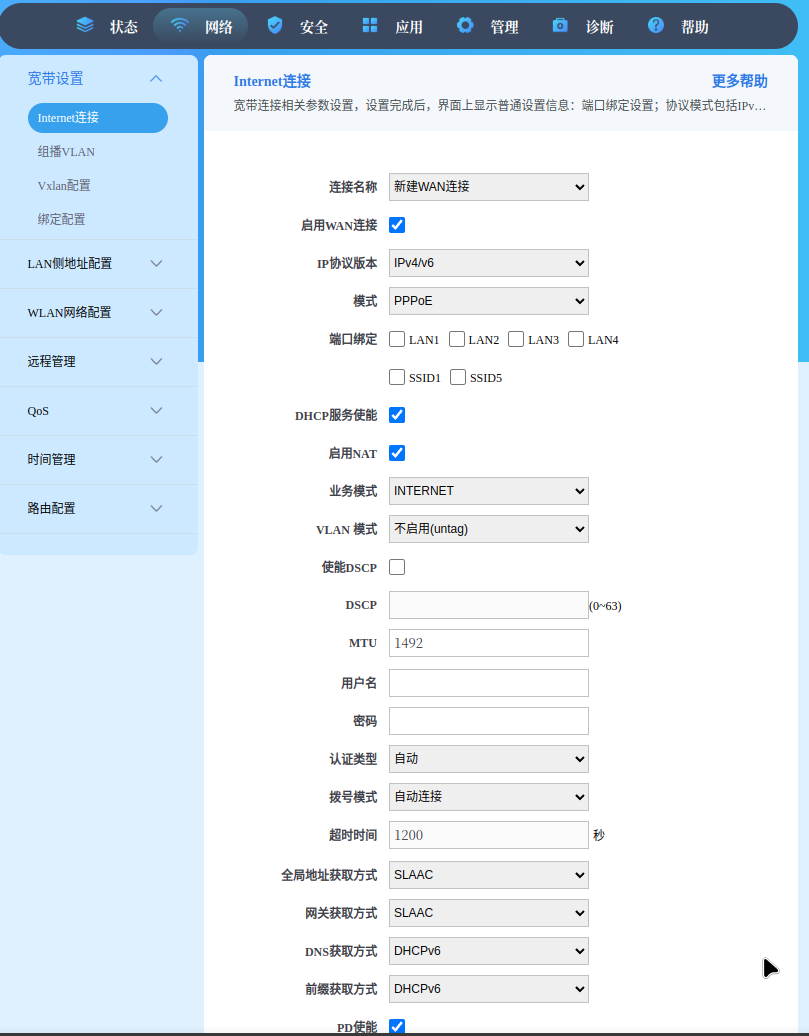 状态 网络 安全 应用 管理 诊断 帮助
宽带设置
Internet连接
组播VLAN
Vxlan配置
绑定配置
LAN侧地址配置
WLAN网络配置
远程管理
QoS
时间管理
路由配置
Internet连接 更多帮助
宽带连接相关参数设置，设置完成后，界面上显示普通设置信息：端口绑定设置；协议模式包括IPv…
连接名称 新建WAN连接
启用WAN连接
IP协议版本 IPv4/v6
模式 PPPoE
端口绑定 LAN1 LAN2 LAN3 LAN4
SSID1 SSID5
DHCP服务使能
启用NAT
业务模式 INTERNET
VLAN 模式 不启用(untag)
使能DSCP
DSCP (0~63)
MTU 1492
用户名
密码
认证类型 自动
拨号模式 自动连接
超时时间 1200 秒
全局地址获取方式 SLAAC
网关获取方式 SLAAC
DNS获取方式 DHCPv6
前缀获取方式 DHCPv6
PD使能